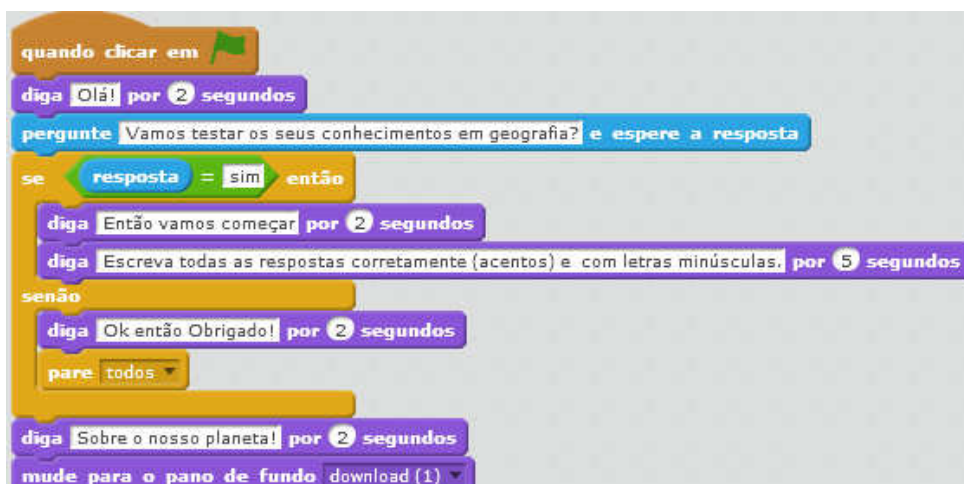 quando clicar em
diga Olá! por 2 segundos
pergunte Vamos testar os seus conhecimentos em geografia? e espere a resposta
se resposta = sim então
diga Então vamos começar por 2 segundos
diga Escreva todas as respostas corretamente (acentos) e com letras minúsculas. por 5 segundos
senão
diga Ok então Obrigado! por 2 segundos
pare todos
diga Sobre o nosso planeta! por 2 segundos
mude para o pano de fundo download (1)